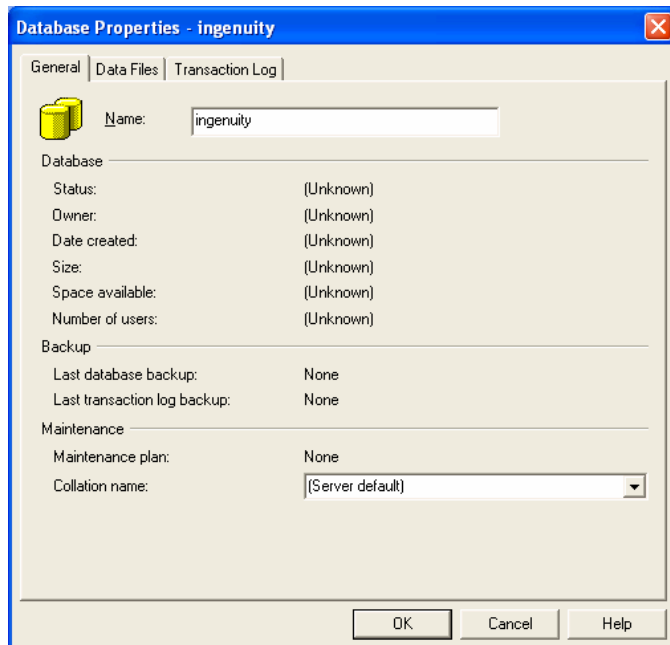 Database Properties - ingenuity
General Data Files Transaction Log
Name: ingenuity
Database
Status: (Unknown)
Owner: (Unknown)
Date created: (Unknown)
Size: (Unknown)
Space available: (Unknown)
Number of users: (Unknown)
Backup
Last database backup: None
Last transaction log backup: None
Maintenance
Maintenance plan: None
Collation name: (Server default)
OK Cancel Help